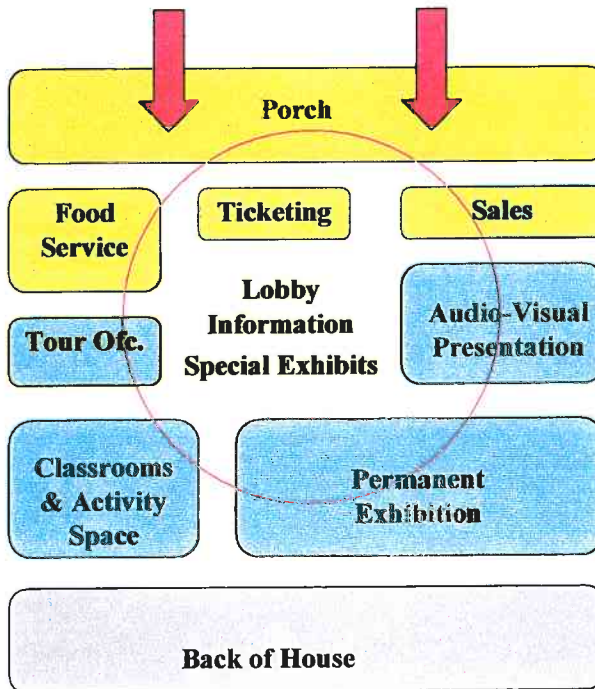 Porch
Food
Service
Ticketing
Sales
Lobby
Information
Special Exhibits
Tour Ofc.
Audio-Visual
Presentation
Classrooms
& Activity
Space
Permanent
Exhibition
Back of House